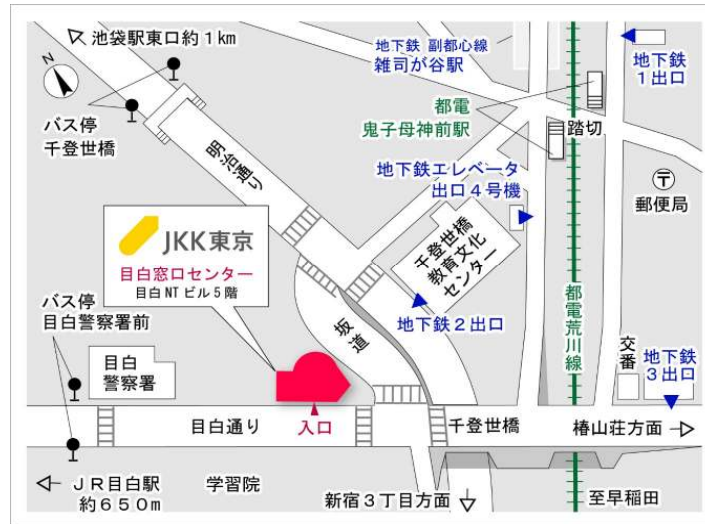 池袋駅東口約1km
N
バス停
千登世橋
明治通り
地下鉄 副都心線
雑司が谷駅
地下鉄
1出口
都電
鬼子母神前駅
踏切
地下鉄エレベータ
出口4号機
〒
郵便局
JKK東京
目白窓口センター
目白NTビル5階
千登世橋
教育文化
センター
バス停
目白警察署前
目白
警察署
坂道
地下鉄2出口
都電荒川線
交番
地下鉄
3出口
目白通り
入口
千登世橋
椿山荘方面
JR目白駅
約650m
学習院
新宿3丁目方面
至早稲田